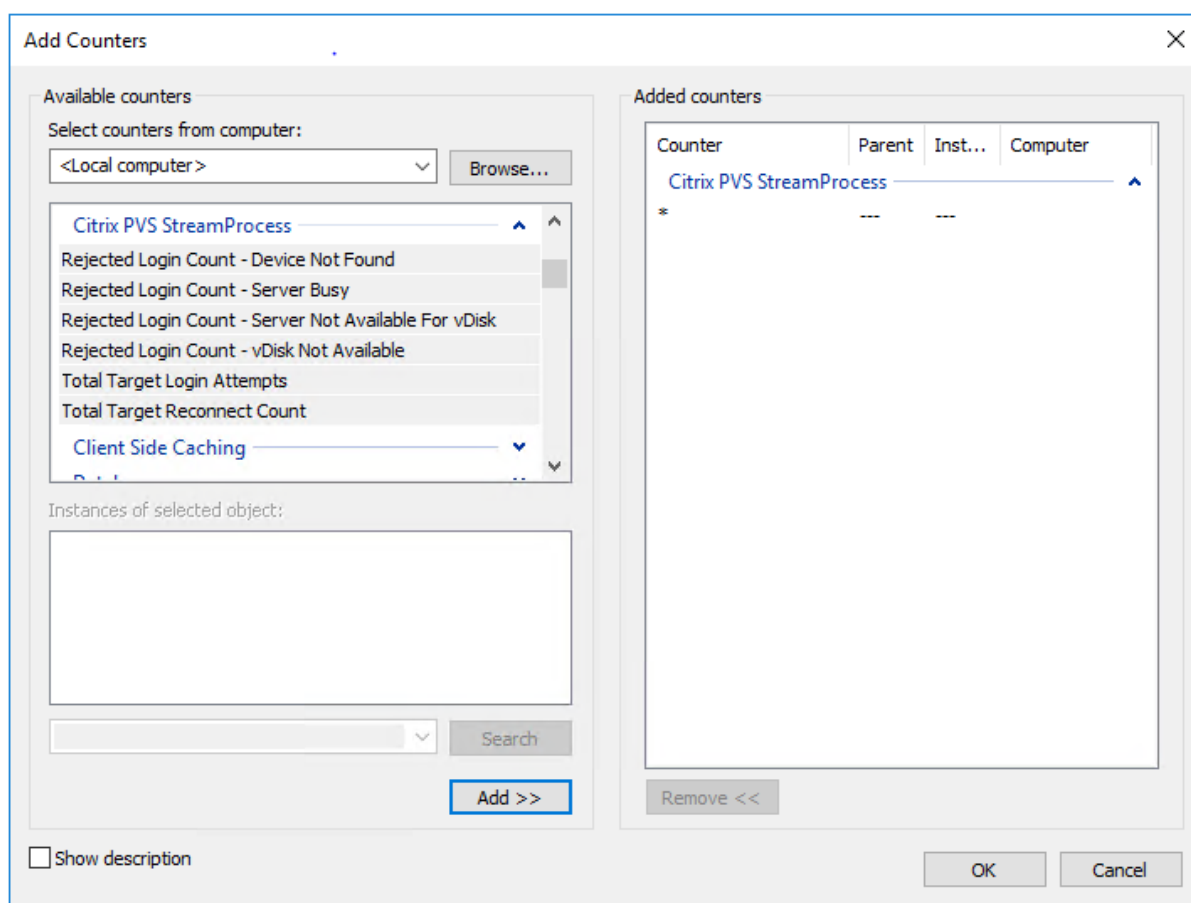 Add Counters
Available counters
Select counters from computer:
<Local computer>
Browse...
Citrix PVS StreamProcess
Rejected Login Count - Device Not Found
Rejected Login Count - Server Busy
Rejected Login Count - Server Not Available For vDisk
Rejected Login Count - vDisk Not Available
Total Target Login Attempts
Total Target Reconnect Count
Client Side Caching
Instances of selected object:
Search
Add >>
Show description
Added counters
Counter Parent Inst... Computer
Citrix PVS StreamProcess
* --- ---
Remove <<
OK Cancel